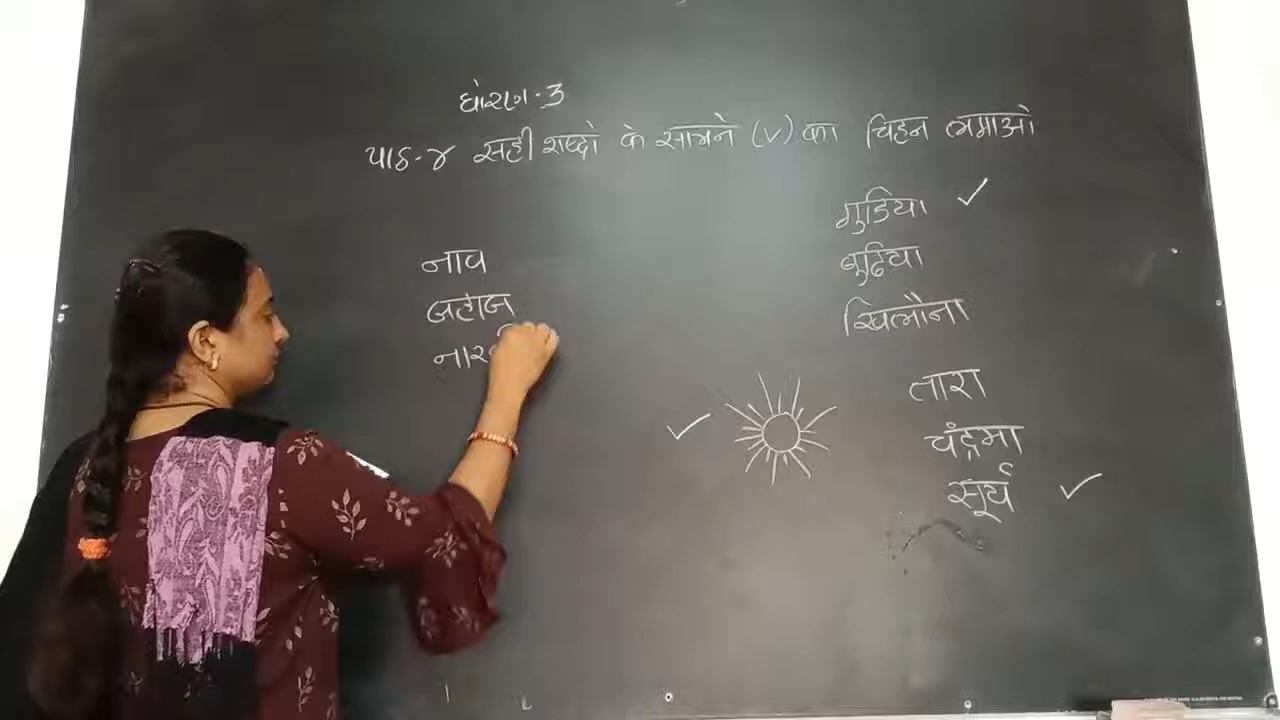 धोरण-3
पाठ-४ सही शब्दो के सामने (v) का चिहन लगाओ
नाव
जहाज
गुडिया ✓
बुढिया
खिलौना
तारा
चंद्रमा
सूर्य ✓